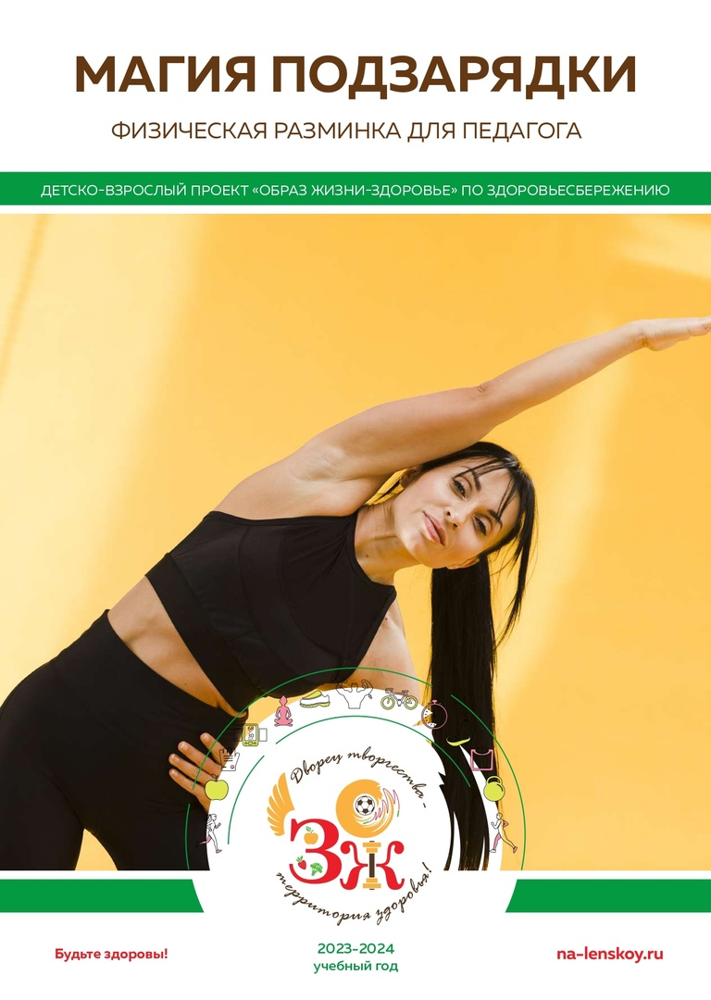 МАГИЯ ПОДЗАРЯДКИ
ФИЗИЧЕСКАЯ РАЗМИНКА ДЛЯ ПЕДАГОГА
ДЕТСКО-ВЗРОСЛЫЙ ПРОЕКТ «ОБРАЗ ЖИЗНИ-ЗДОРОВЬЕ» ПО ЗДОРОВЬЕСБЕРЕЖЕНИЮ
Дворец творчества -
ЗОЖ
территория здоровья!
Будьте здоровы!
2023-2024
учебный год
na-lenskoy.ru